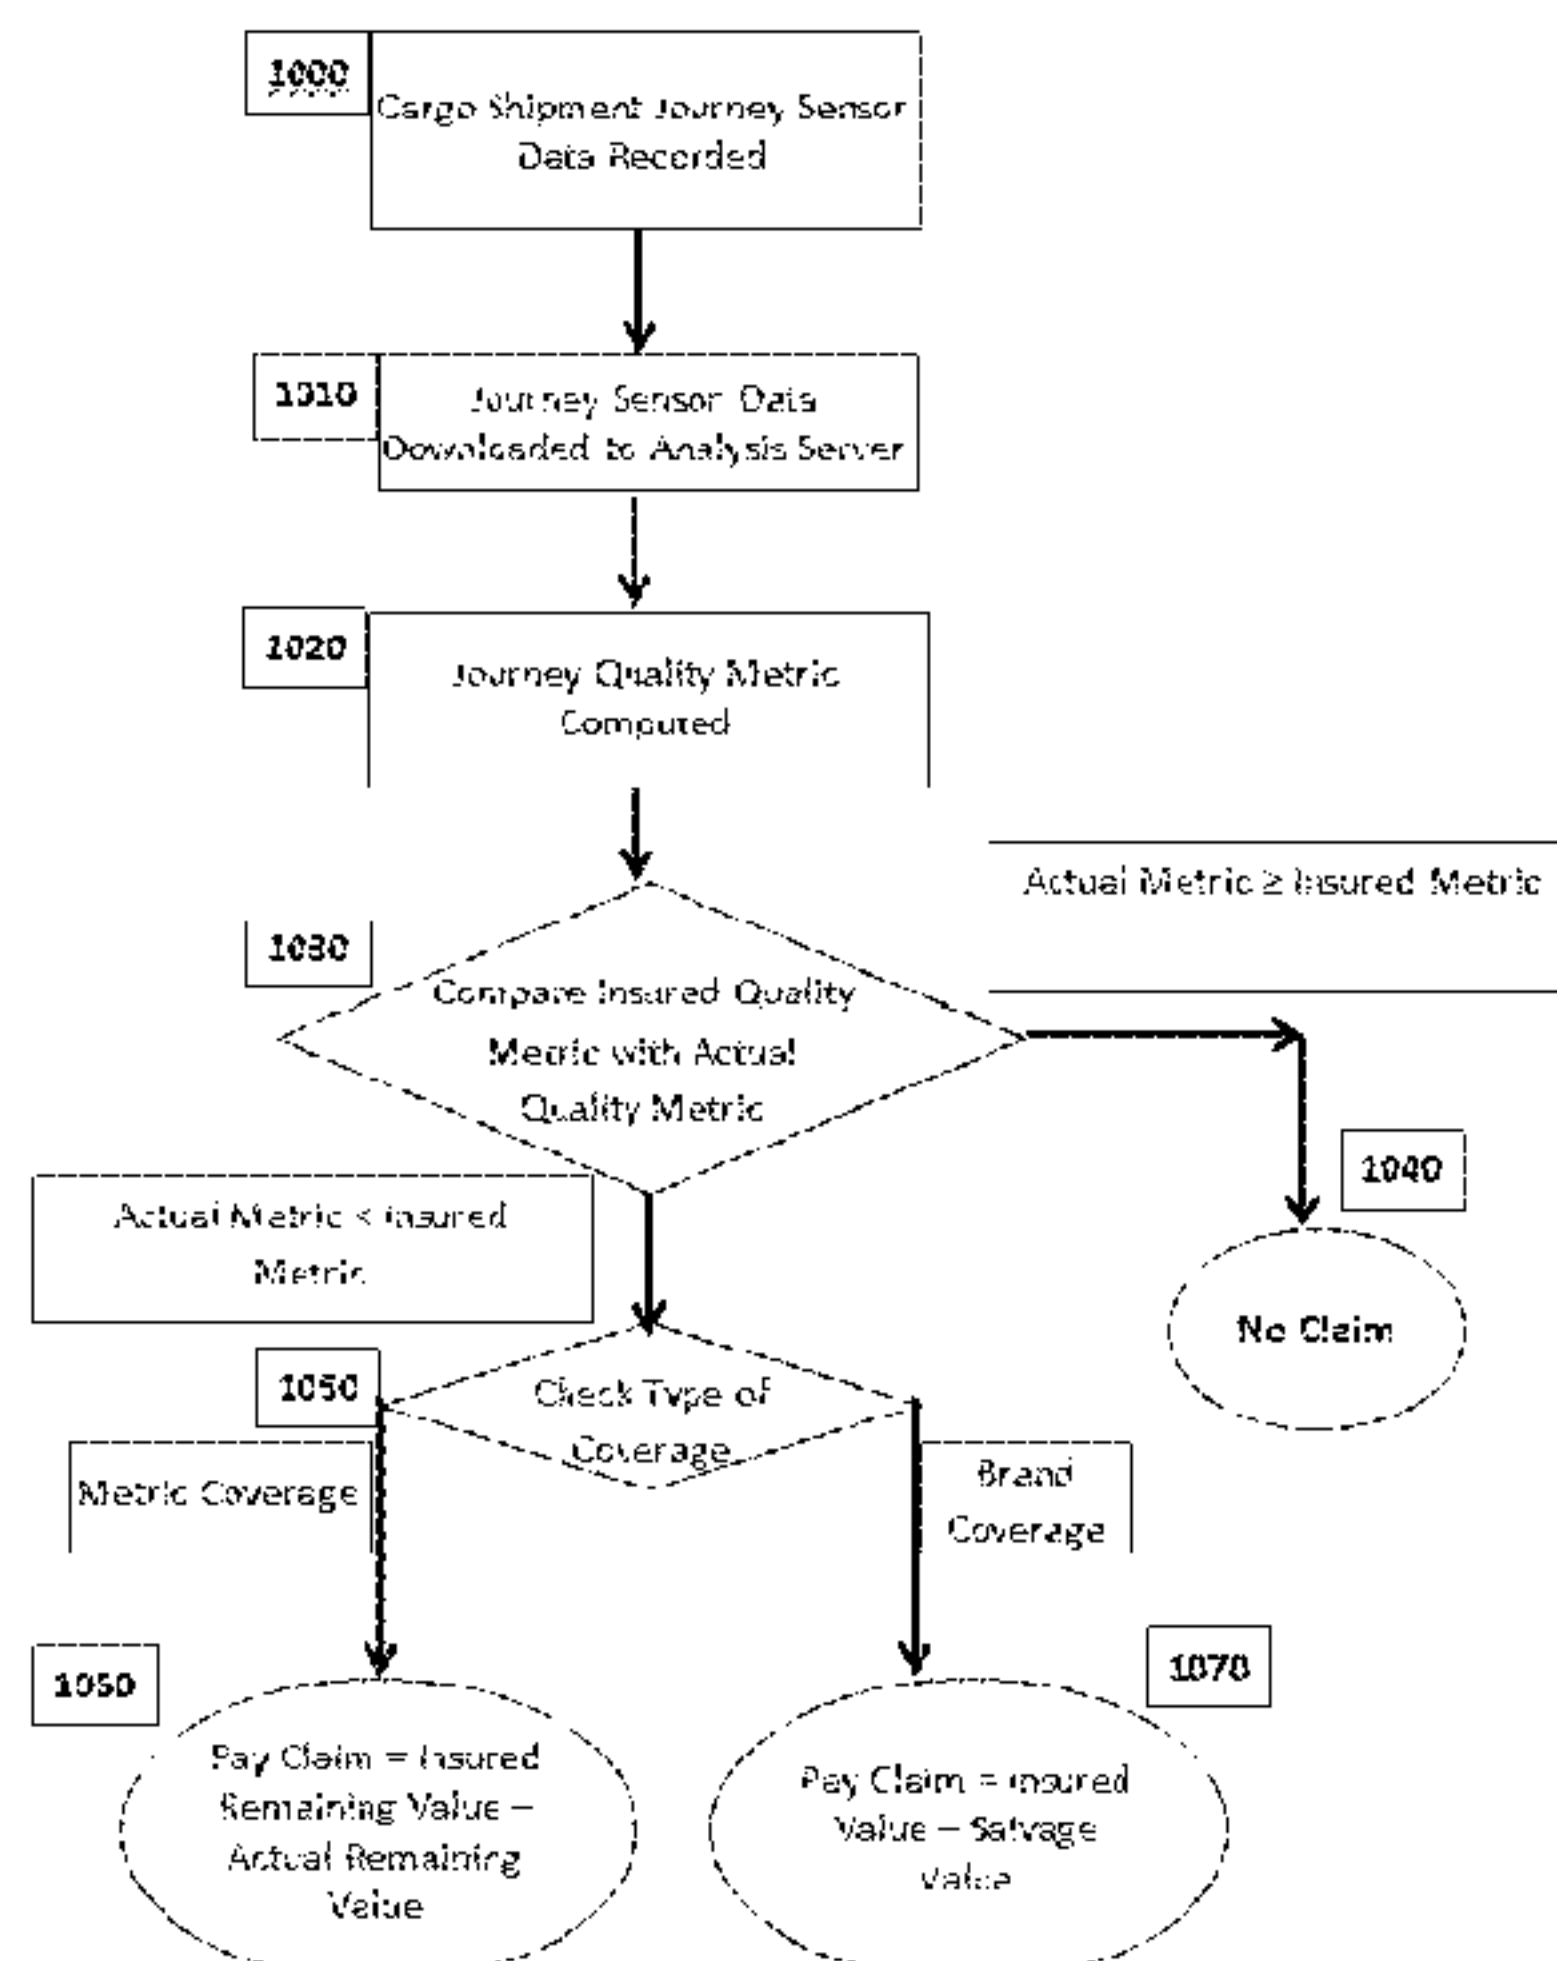 1000
Cargo Shipment Journey Sensor
Data Recorded
1010
Journey Sensor Data
Downloaded to Analysis Server
1020
Journey Quality Metric
Computed
Actual Metric ≥ Insured Metric
1030
Compare Insured Quality
Metric with Actual
Quality Metric
1040
Actual Metric < Insured
Metric
No Claim
1050
Check Type of
Coverage
Metric Coverage
Brand
Coverage
1060
1070
Pay Claim = Insured
Remaining Value –
Actual Remaining
Value
Pay Claim = Insured
Value – Salvage
Value